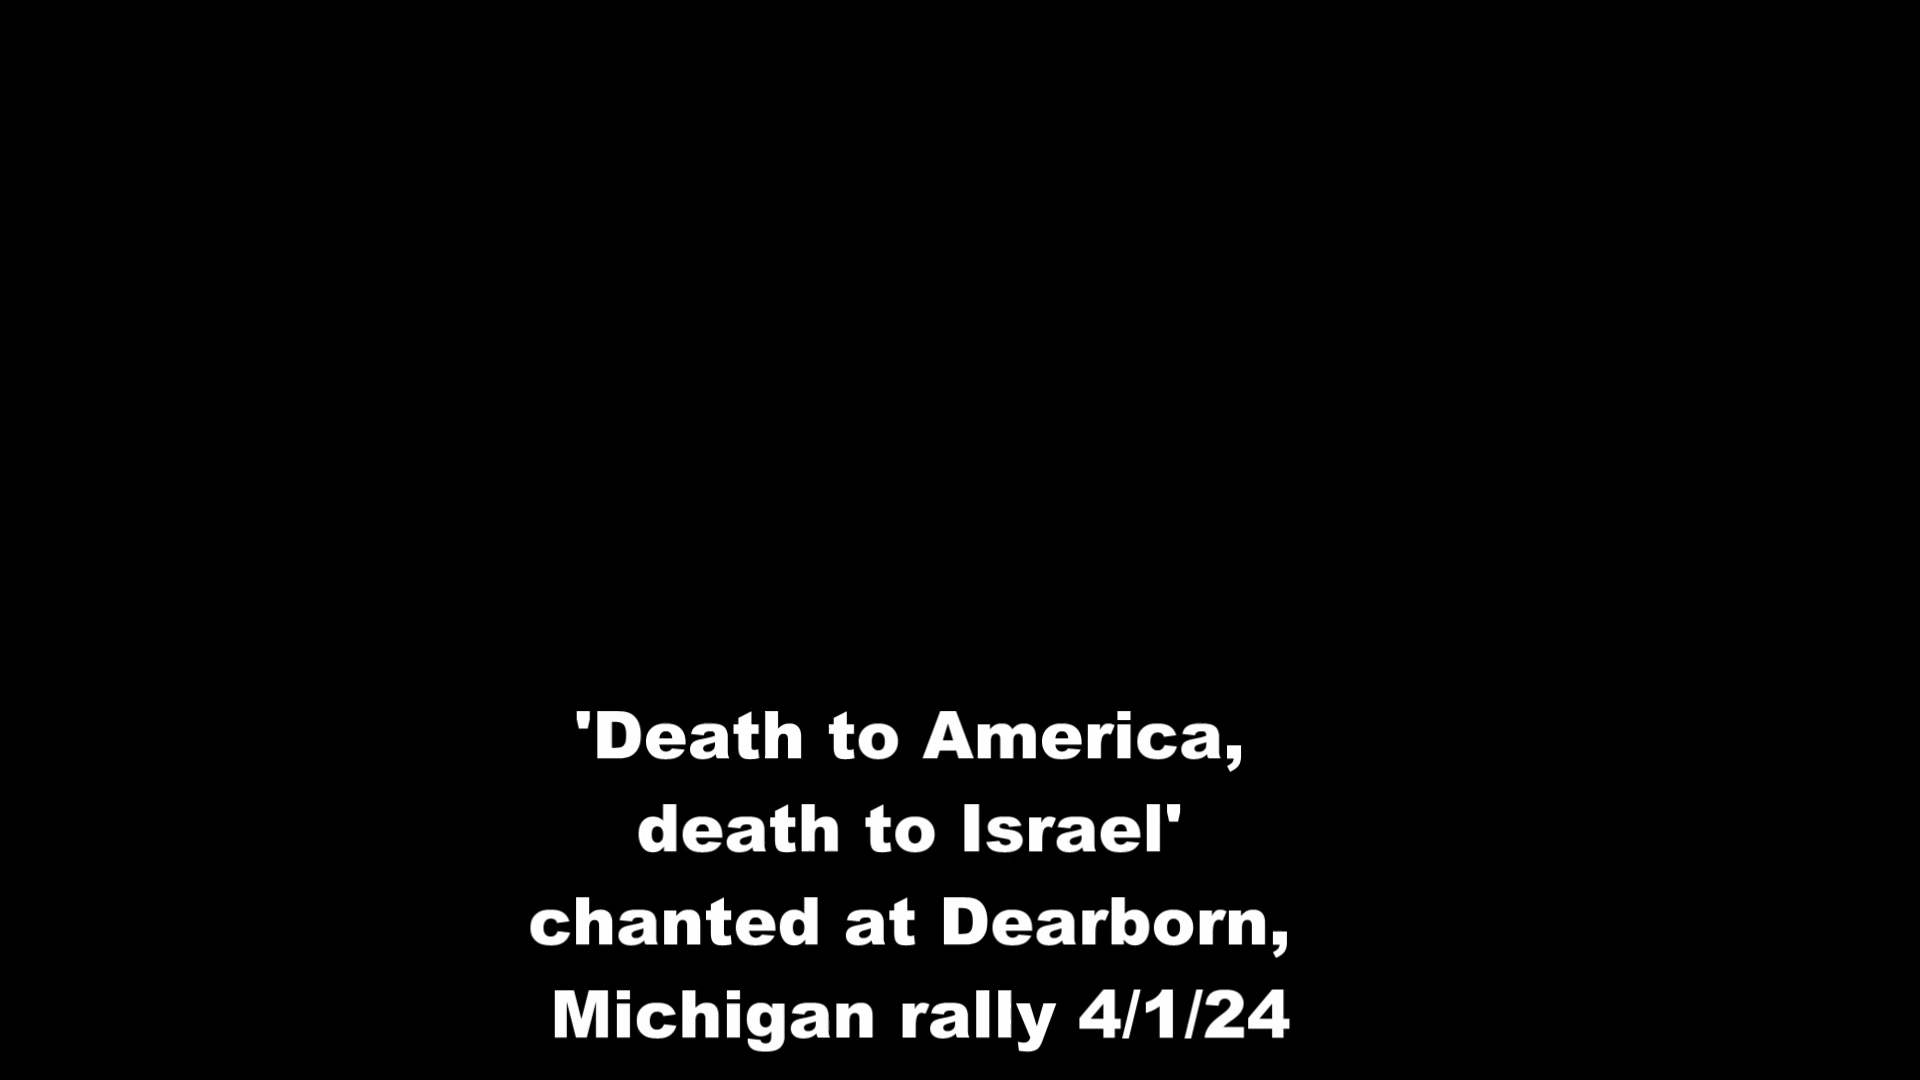 'Death to America,
death to Israel'
chanted at Dearborn,
Michigan rally 4/1/24